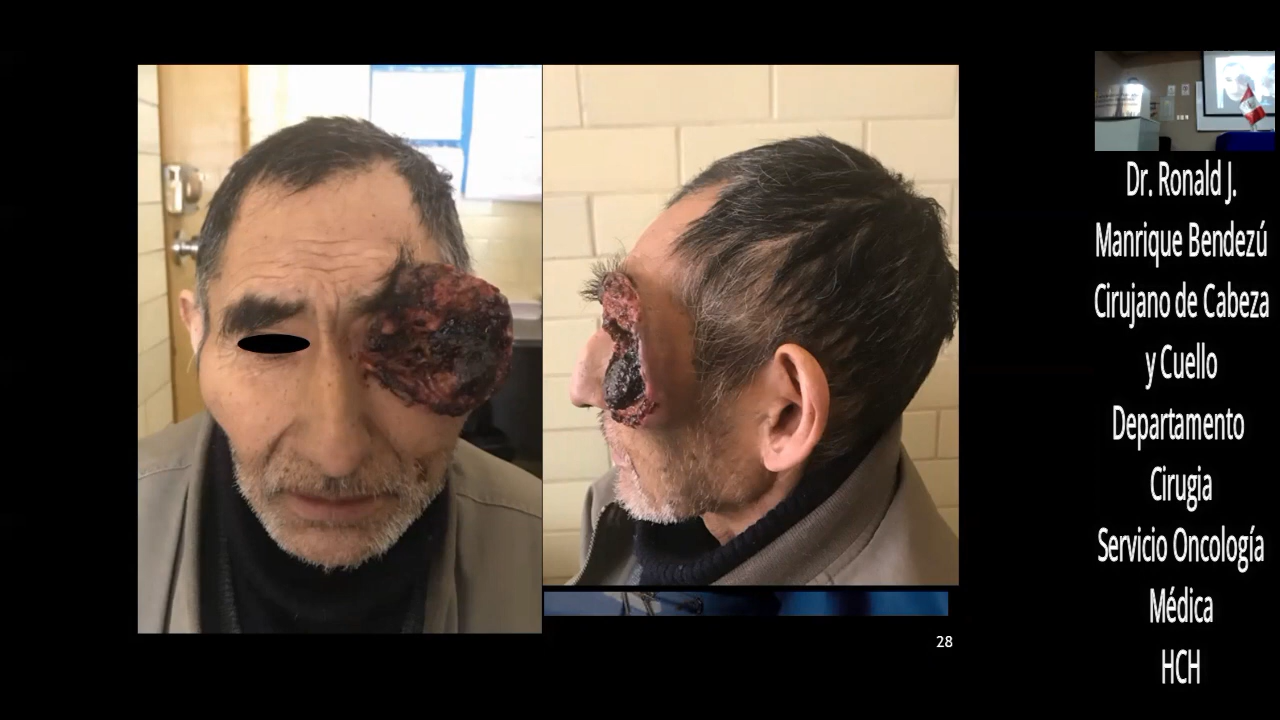 Dr. Ronald J.
Manrique Bendezú
Cirujano de Cabeza
y Cuello
Departamento
Cirugia
Servicio Oncología
Médica
HCH
28